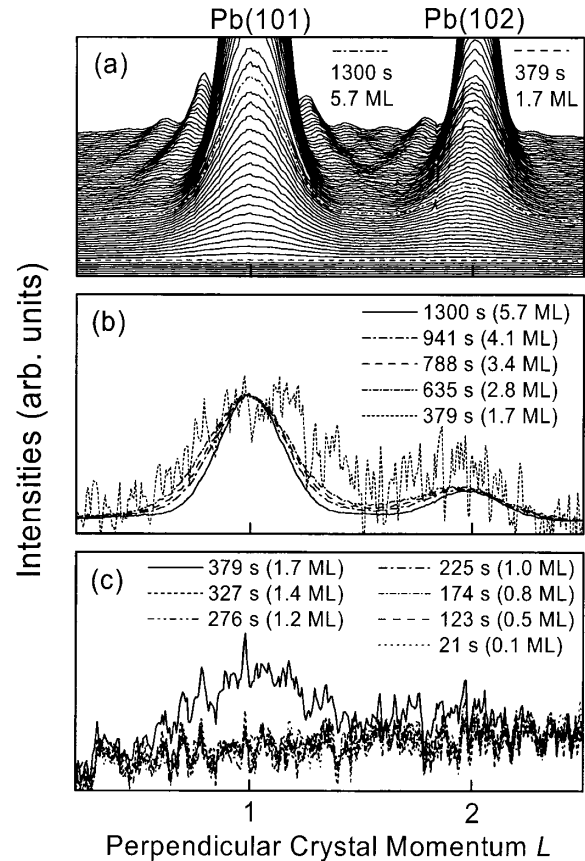 Pb(101) Pb(102)
(a)
1300 s
5.7 ML
379 s
1.7 ML
Intensities (arb. units)
(b)
1300 s (5.7 ML)
941 s (4.1 ML)
788 s (3.4 ML)
635 s (2.8 ML)
379 s (1.7 ML)
(c)
379 s (1.7 ML)
327 s (1.4 ML)
276 s (1.2 ML)
225 s (1.0 ML)
174 s (0.8 ML)
123 s (0.5 ML)
21 s (0.1 ML)
1 2
Perpendicular Crystal Momentum L